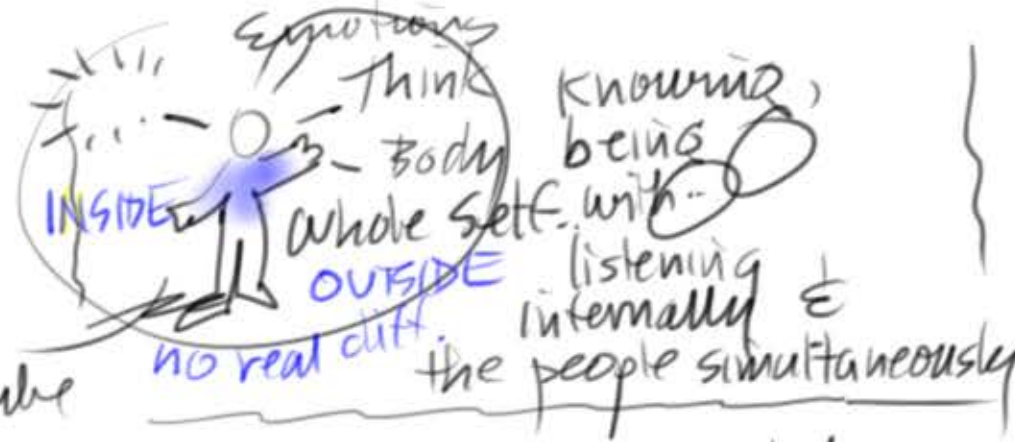 Emotions
Think
Body
whole self.
INSIDE
OUTSIDE
no real diff.
Knowing,
being
with..
listening
internally &
the people simultaneously